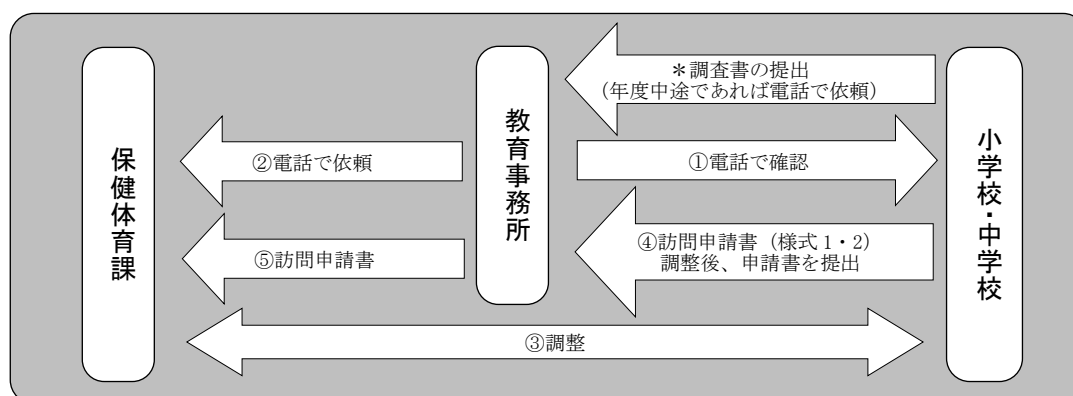 保健体育課
教育事務所
小学校・中学校
＊調査書の提出
（年度中途であれば電話で依頼）
②電話で依頼
①電話で確認
④訪問申請書（様式1・2）
調整後、申請書を提出
⑤訪問申請書
③調整